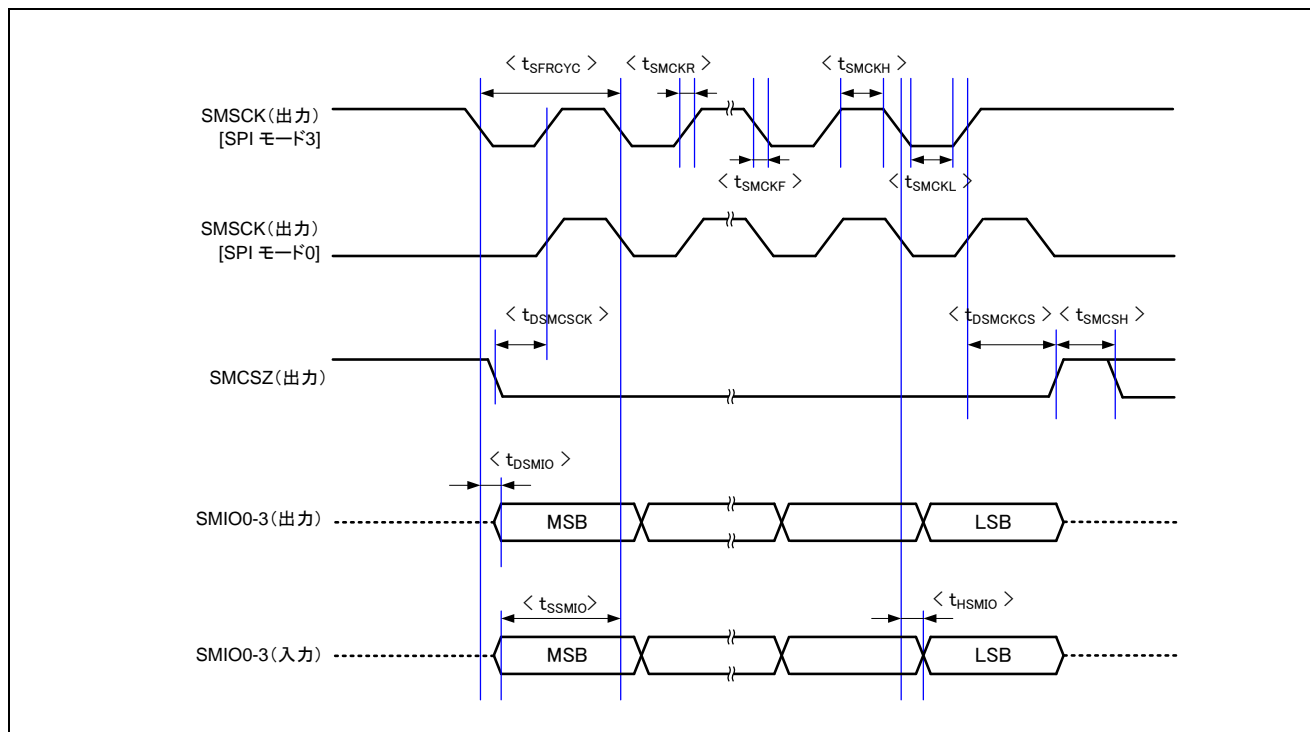 < tSFRCYC > < tSMCKR > < tSMCKH >
SMSCK(出力)
[SPI モード3]
< tSMCKF > < tSMCKL >
SMSCK(出力)
[SPI モード0]
< tDSMCSCK > < tDSMCKCS > < tSMCSH >
SMCSZ(出力)
< tDSMIO >
SMIO0-3(出力) MSB LSB
< tSSMIO> < tHSMIO >
SMIO0-3(入力) MSB LSB